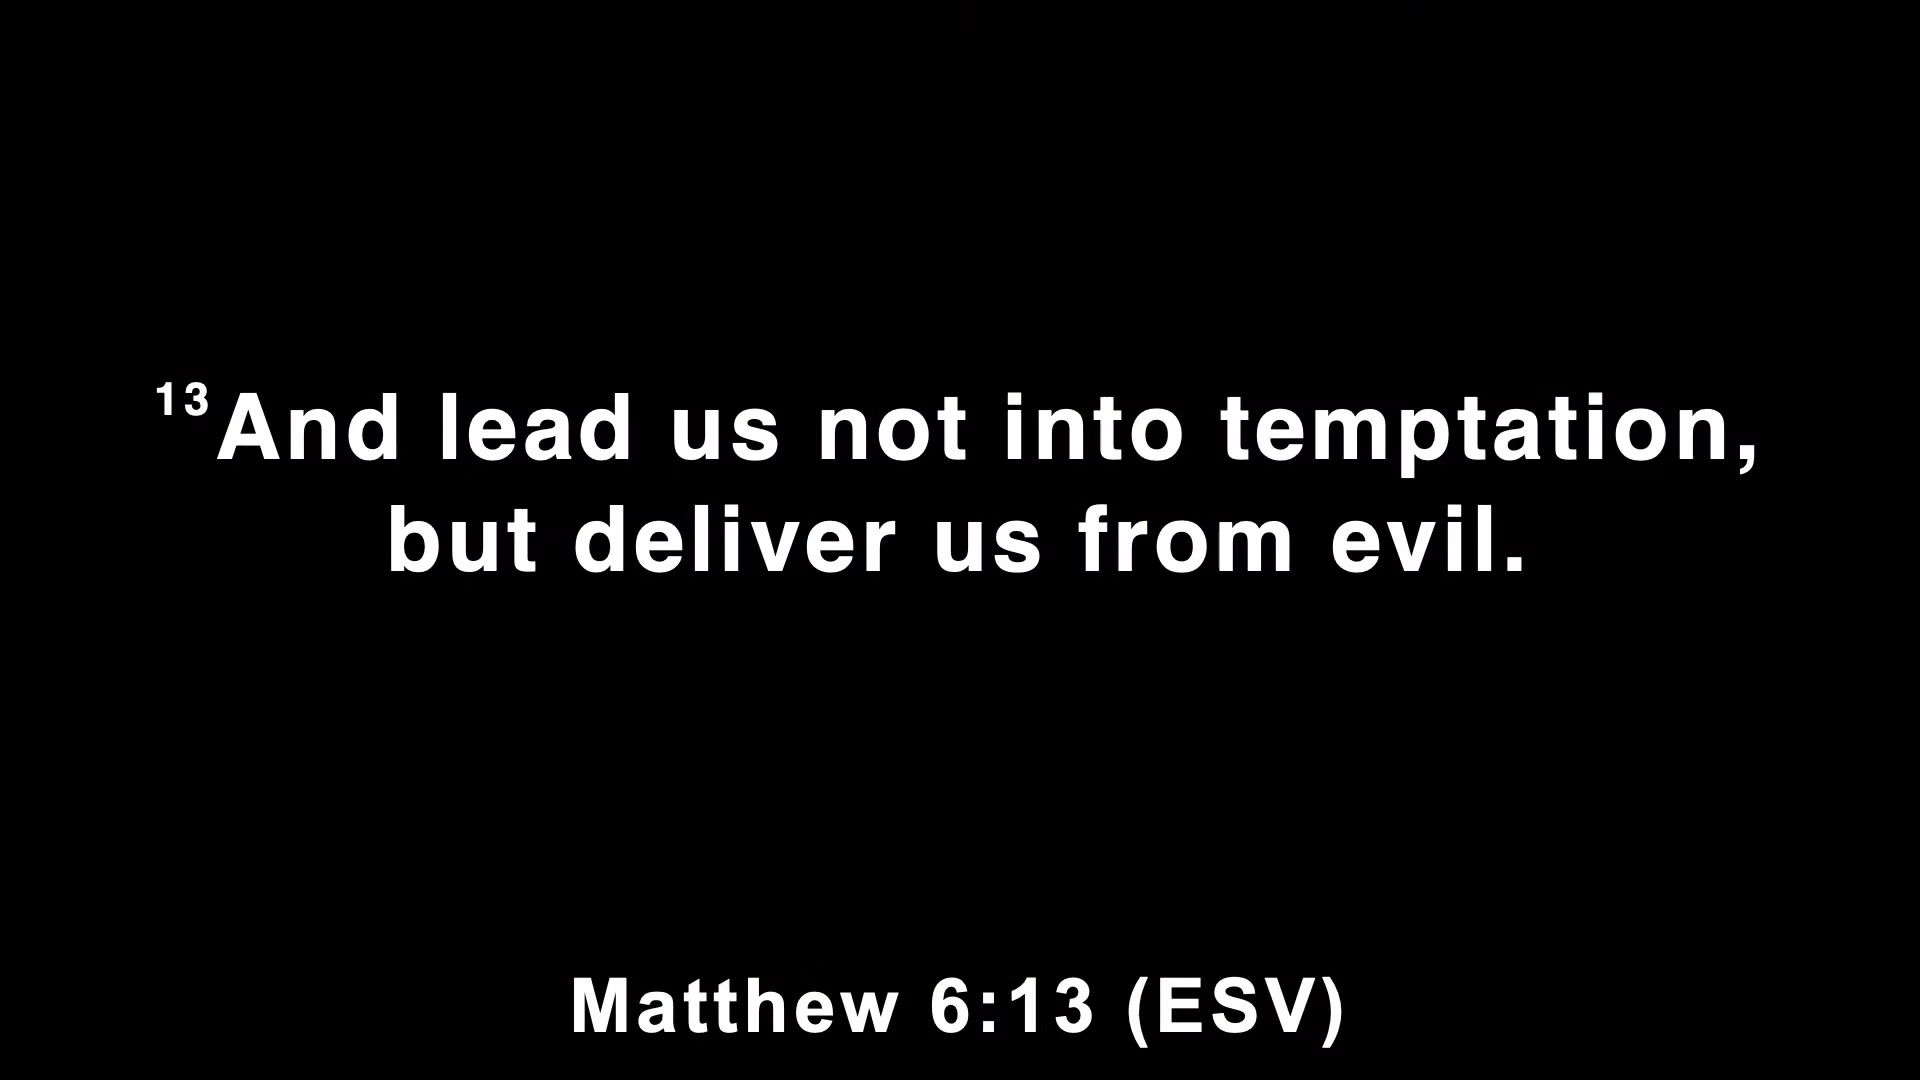 13And lead us not into temptation,
but deliver us from evil.
Matthew 6:13 (ESV)